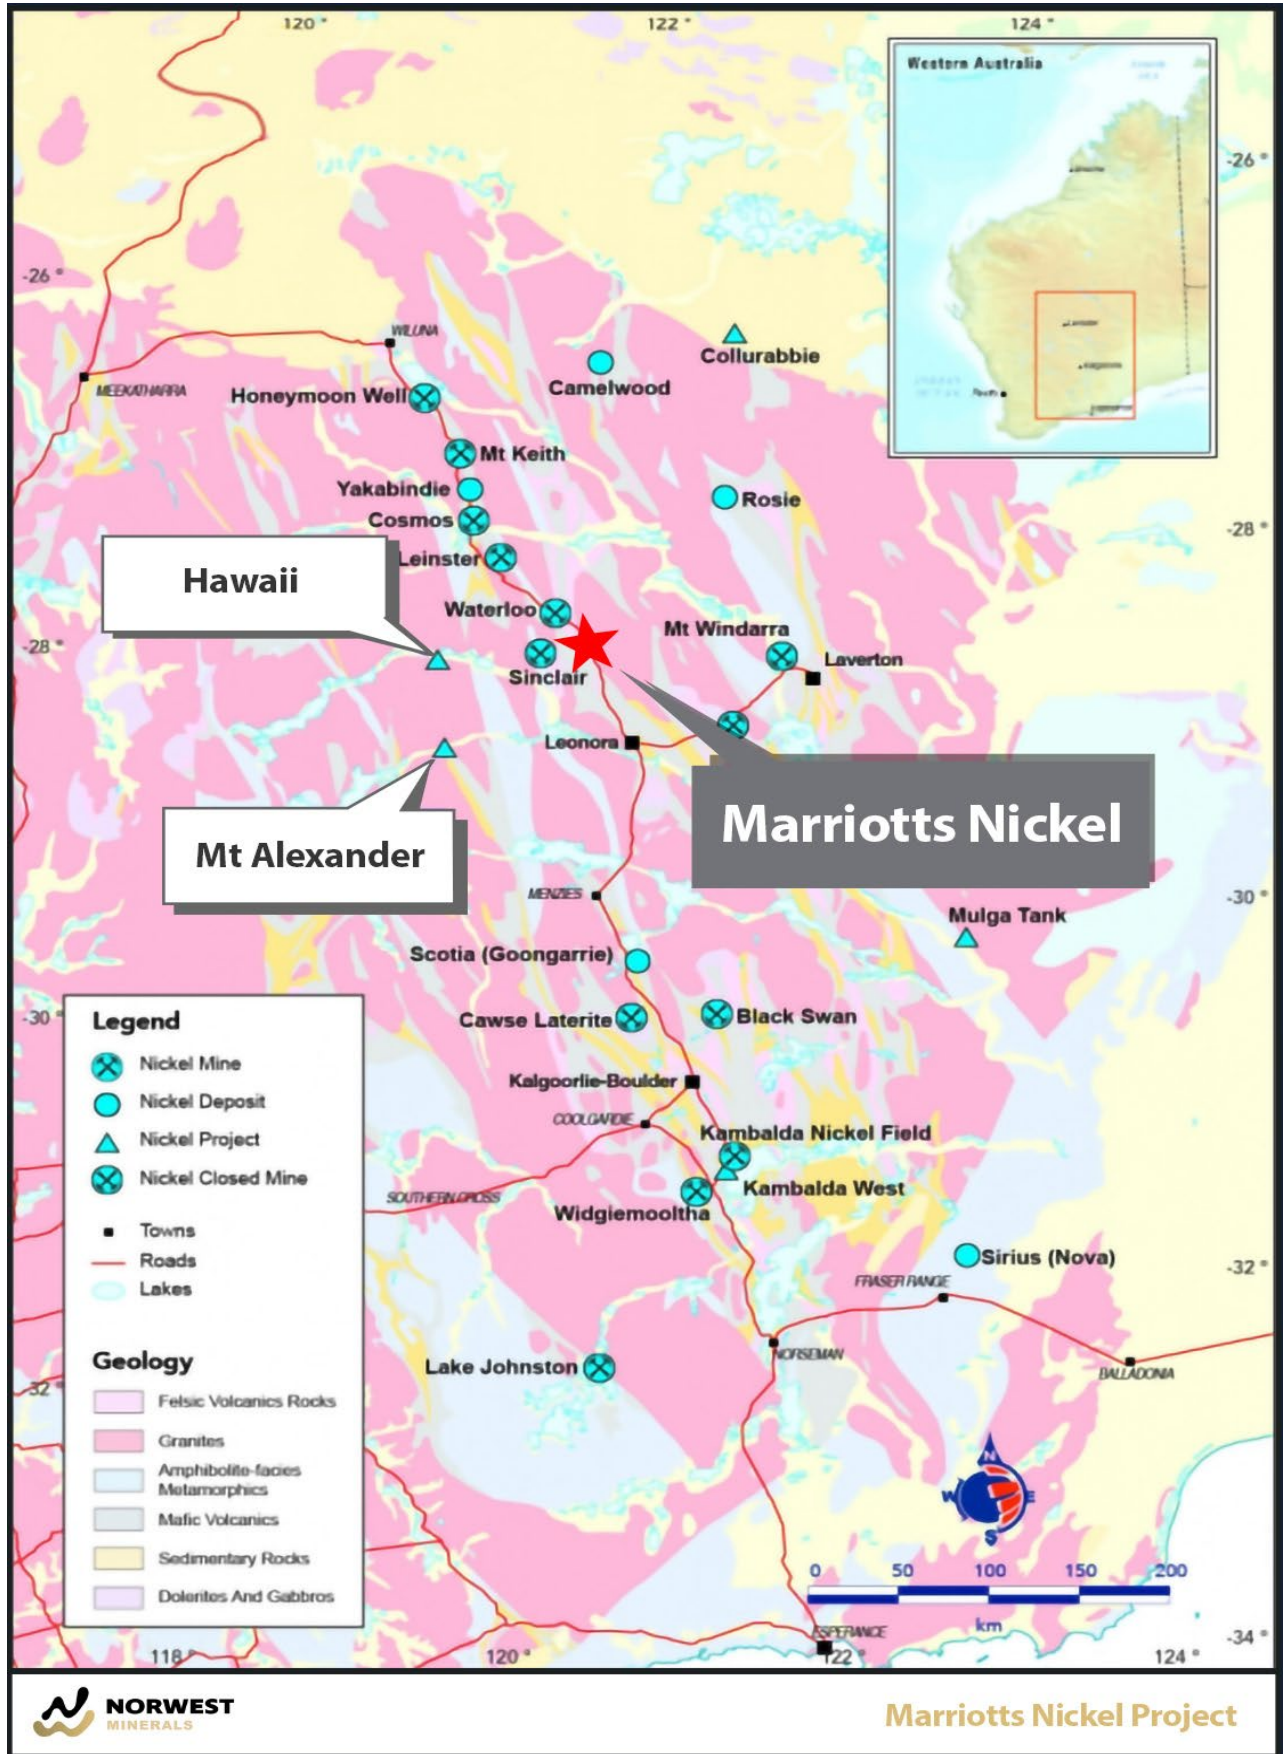 120 °
122 °
124 °
Western Australia
-26 °
-26 °
WILUNA
MEEKATHARRA
Collurabbie
Camelwood
Honeymoon Well
Mt Keith
Yakabindie
Rosie
Cosmos
-28 °
Leinster
Hawaii
Waterloo
Mt Windarra
-28 °
Laverton
Sinclair
Leonora
Marriotts Nickel
Mt Alexander
MENZIES
-30 °
Mulga Tank
Scotia (Goongarrie)
-30 °
Cawse Laterite
Black Swan
Kalgoorlie-Boulder
COOLGARDIE
Kambalda Nickel Field
Kambalda West
SOUTHERN CROSS
Widgiemooltha
Sirius (Nova)
-32 °
FRASER RANGE
NORSEMAN
Lake Johnston
BALLADONIA
32 °
Legend
Nickel Mine
Nickel Deposit
Nickel Project
Nickel Closed Mine
Towns
Roads
Lakes
Geology
Felsic Volcanics Rocks
Granites
Amphibolite-facies
Metamorphics
Mafic Volcanics
Sedimentary Rocks
Dolerites And Gabbros
N
W E
S
0 50 100 150 200
km
ESPERANCE
-34 °
118 °
120 °
122 °
124 °
NORWEST
MINERALS
Marriotts Nickel Project